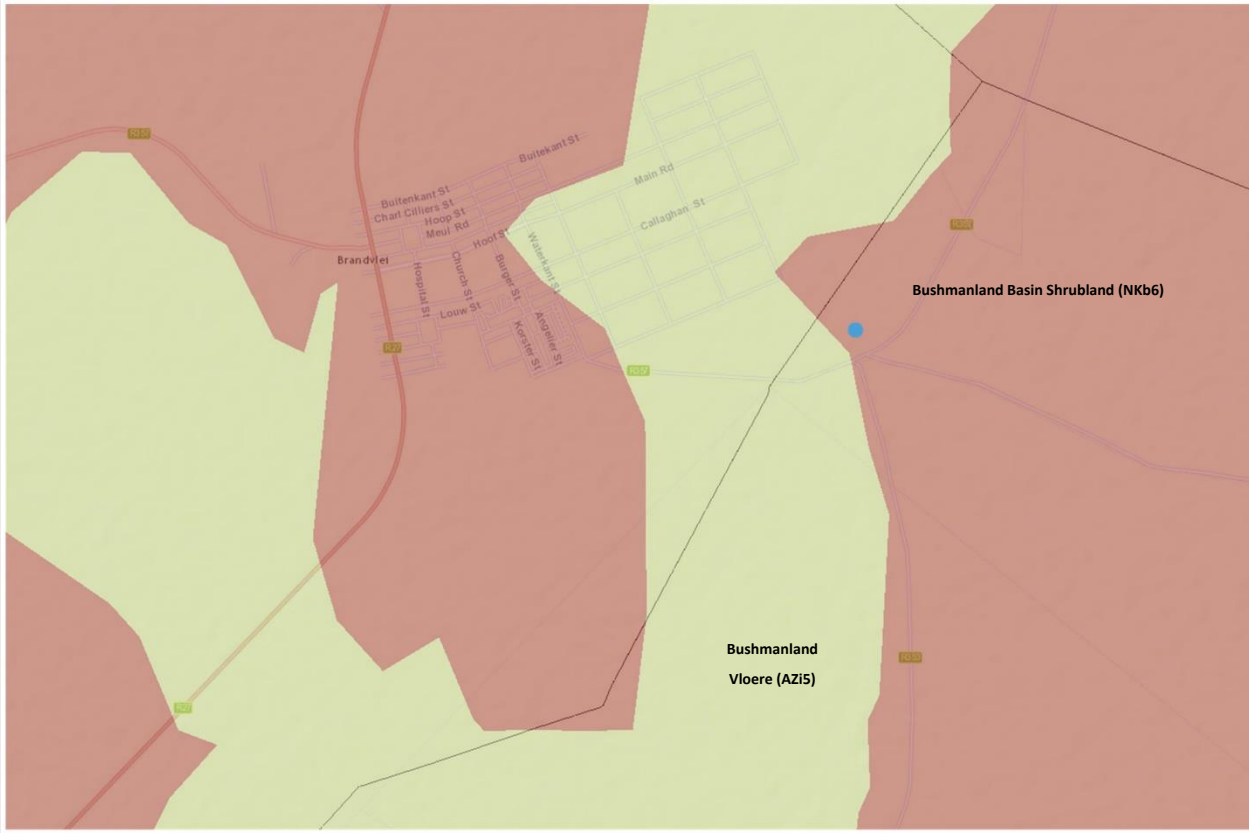 R357
Buitekant St
Main Rd
Buitenkant St
Charl Cilliers St
Hoop St
Meul Rd
Callaghan St
Hoof St
Waterkant St
Brandvlei
Church St
Burger St
Hospital St
Bushmanland Basin Shrubland (NKb6)
Louw St
Angelier St
Korster St
R27
R357
Bushmanland
Vloere (AZi5)
R353
R27